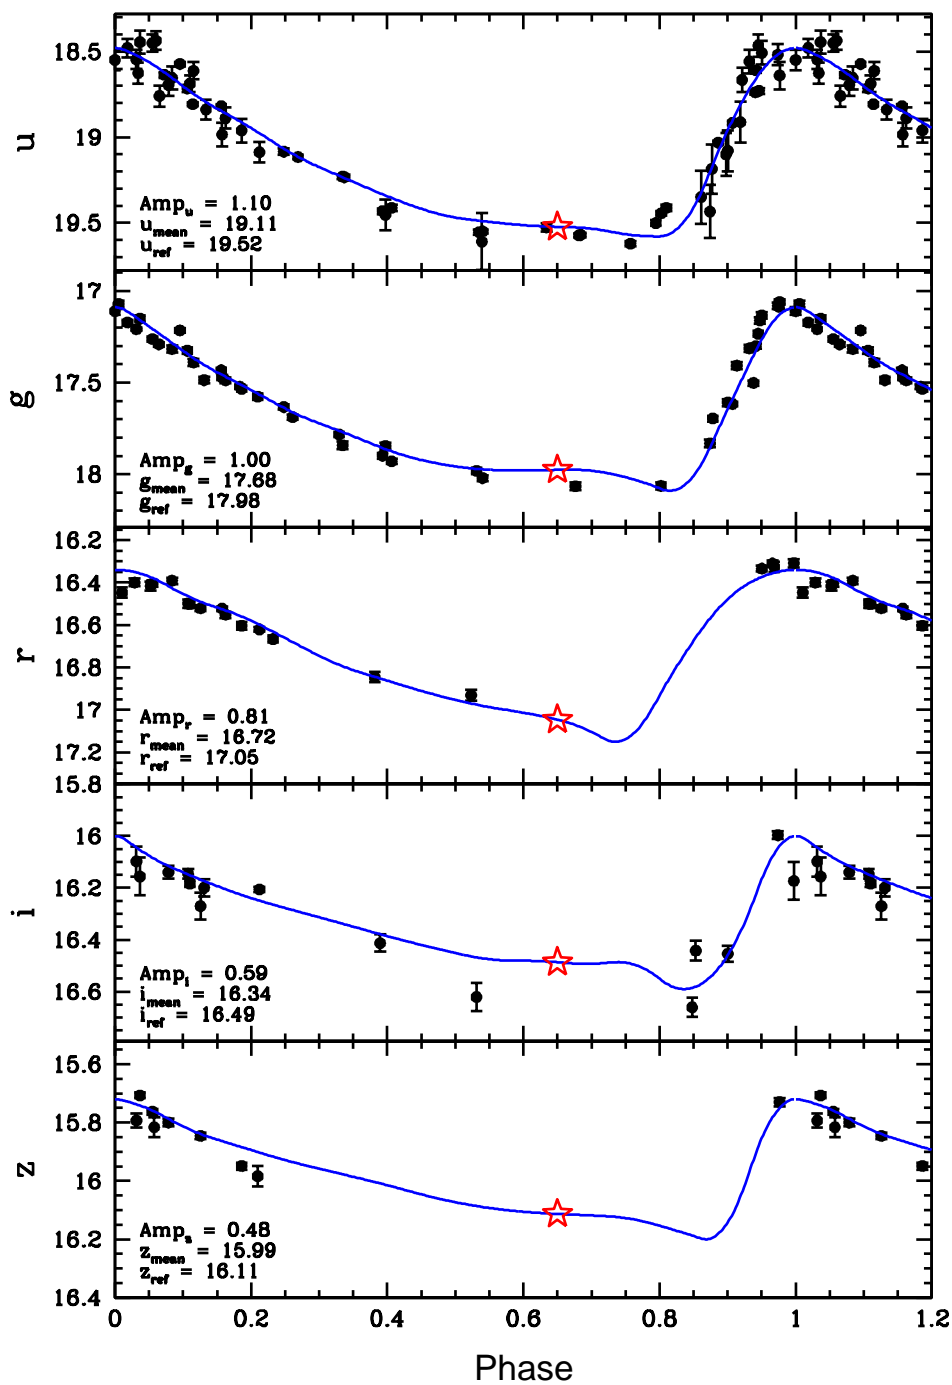 18.5
19
19.5
u
Amp_u = 1.10
u_mean = 19.11
u_ref = 19.52
17
17.5
18
g
Amp_g = 1.00
g_mean = 17.68
g_ref = 17.98
16.2
16.4
16.6
16.8
17
17.2
r
Amp_r = 0.81
r_mean = 16.72
r_ref = 17.05
15.8
16
16.2
16.4
16.6
i
Amp_i = 0.59
i_mean = 16.34
i_ref = 16.49
15.6
15.8
16
16.2
16.4
z
Amp_z = 0.48
z_mean = 15.99
z_ref = 16.11
0 0.2 0.4 0.6 0.8 1 1.2
Phase